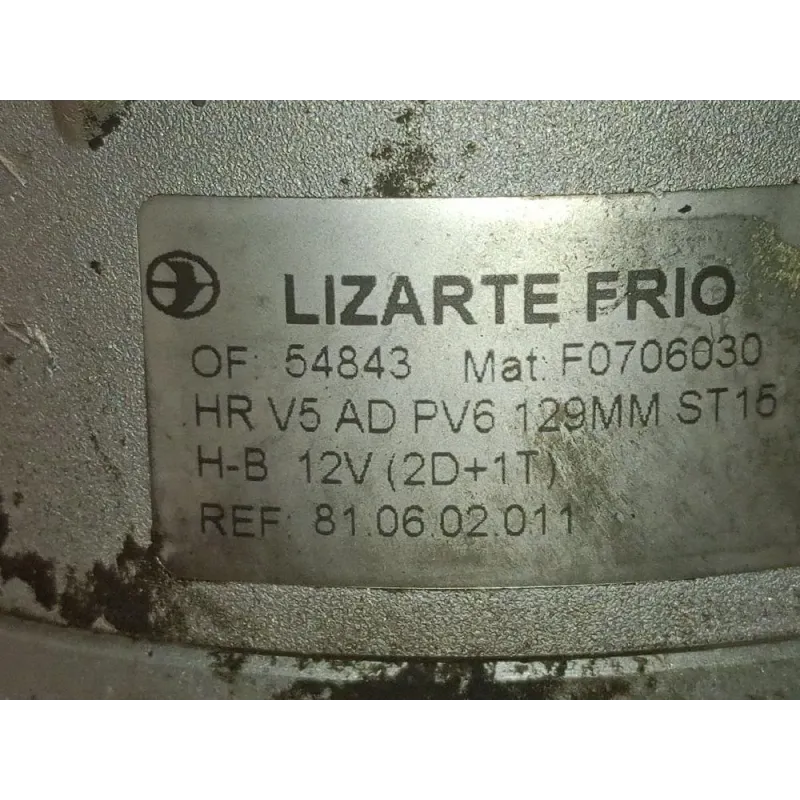 LIZARTE FRIO
OF: 54843 Mat: F0706030
HR V5 AD PV6 129MM ST15
H-B 12V (2D+1T)
REF: 81.06.02.011